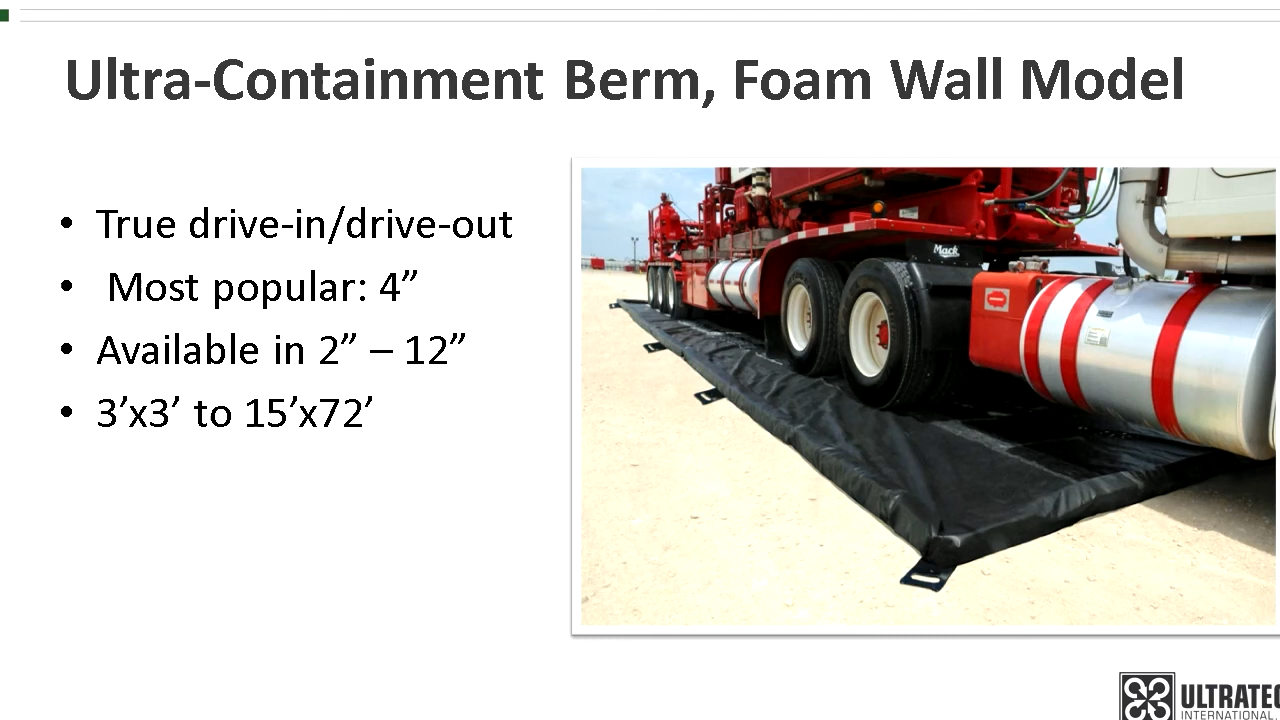 Ultra-Containment Berm, Foam Wall Model
• True drive-in/drive-out
• Most popular: 4”
• Available in 2” – 12”
• 3’x3’ to 15’x72’
Mack
ULTRATEC
INTERNATIONAL